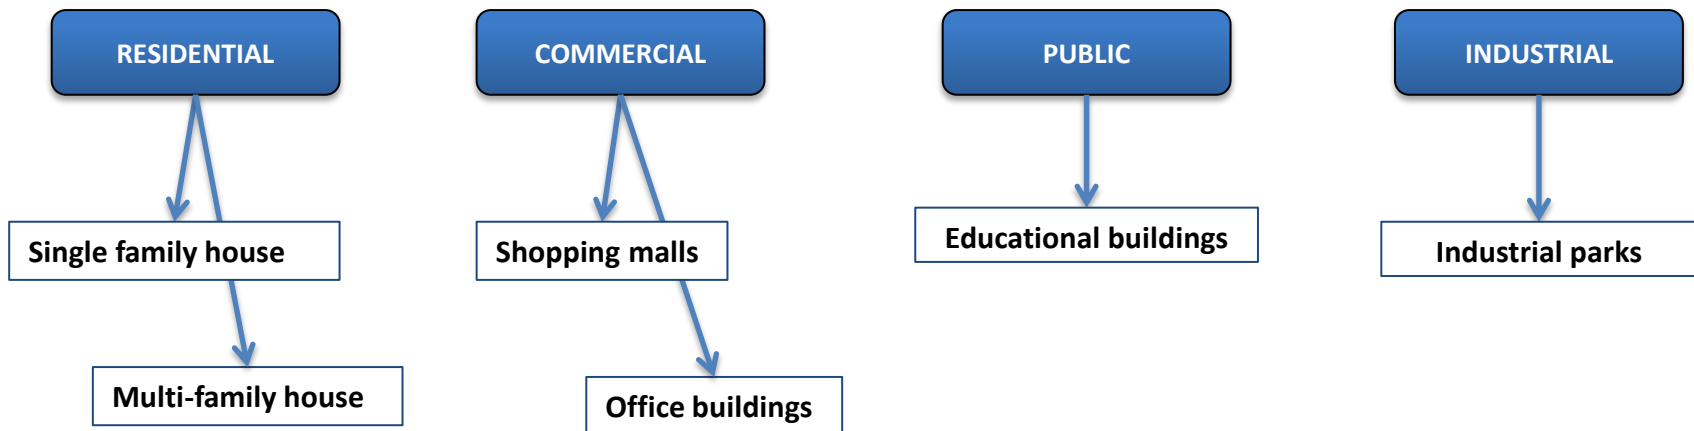 RESIDENTIAL
COMMERCIAL
PUBLIC
INDUSTRIAL
Single family house
Shopping malls
Educational buildings
Industrial parks
Multi-family house
Office buildings